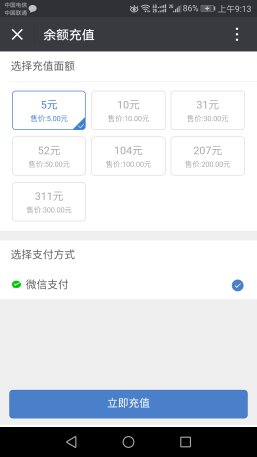 中国电信
中国联通
86% 上午9:13
余额充值
选择充值面额
5元
售价:5.00元
10元
售价:10.00元
31元
售价:30.00元
52元
售价:50.00元
104元
售价:100.00元
207元
售价:200.00元
311元
售价:300.00元
选择支付方式
微信支付
立即充值